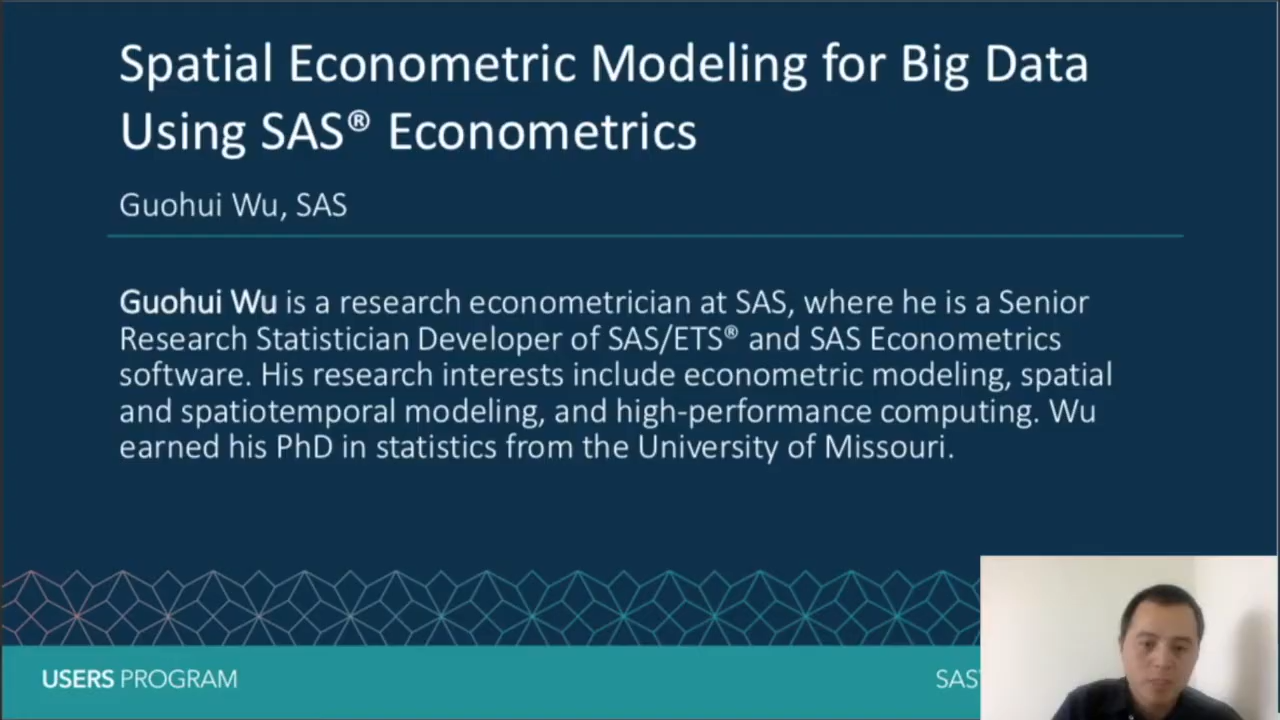 Spatial Econometric Modeling for Big Data
Using SAS® Econometrics
Guohui Wu, SAS
Guohui Wu is a research econometrician at SAS, where he is a Senior
Research Statistician Developer of SAS/ETS® and SAS Econometrics
software. His research interests include econometric modeling, spatial
and spatiotemporal modeling, and high-performance computing. Wu
earned his PhD in statistics from the University of Missouri.
USERS PROGRAM
SAS